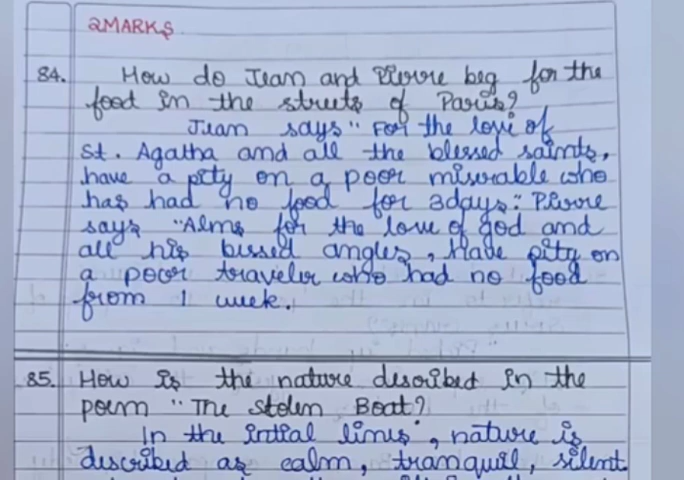 2MARKS
84. How do Jean and Pierre beg for the
food in the streets of Paris?
Jean says " For the love of
St. Agatha and all the blessed saints,
have a pity on a poor miserable who
has had no food for 3days: Pierre
says "Alms for the love of god and
all his blssed angles, Have pity on
a poor traveler who had no food
from 1 week.
85. How is the nature described in the
poem "The Stolen Boat?
In the initial lines, nature is
described as calm, tranquil, silent